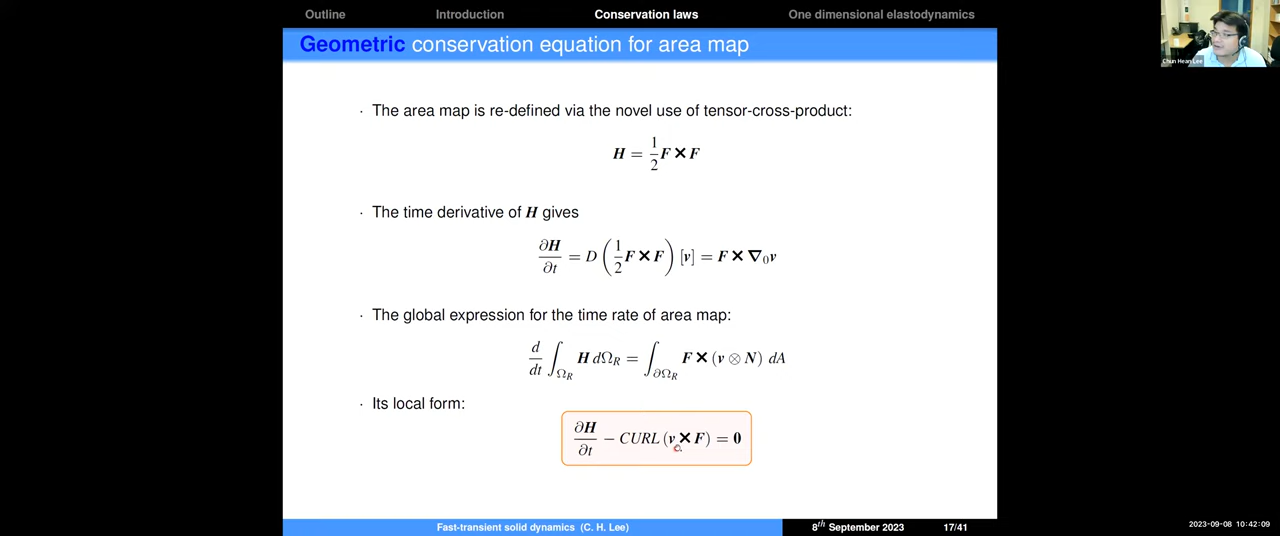 Outline Introduction Conservation laws One dimensional elastodynamics
Geometric conservation equation for area map
Chun Hean Lee
· The area map is re-defined via the novel use of tensor-cross-product:
H = 1/2 F ✕ F
· The time derivative of H gives
∂H/∂t = D (1/2 F ✕ F) [v] = F ✕ ∇₀v
· The global expression for the time rate of area map:
d/dt ∫_{Ω_R} H dΩ_R = ∫_{∂Ω_R} F ✕ (v ⊗ N) dA
· Its local form:
∂H/∂t − CURL (v ✕ F) = 0
Fast-transient solid dynamics (C. H. Lee) 8th September 2023 17/41
2023-09-08 10:42:09